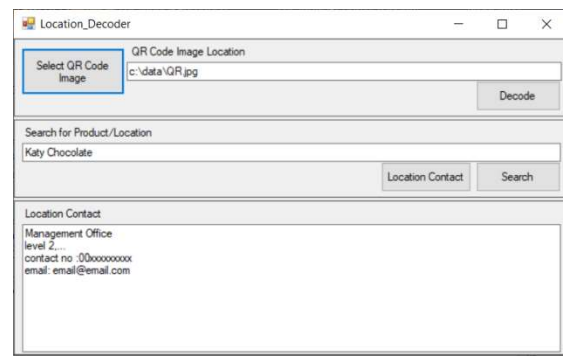 Location_Decoder
Select QR Code
Image
QR Code Image Location
c:\data\QR.jpg
Decode
Search for Product/Location
Katy Chocolate
Location Contact
Search
Location Contact
Management Office
level 2,...
contact no :00xxxxxxxxx
email: email@email.com